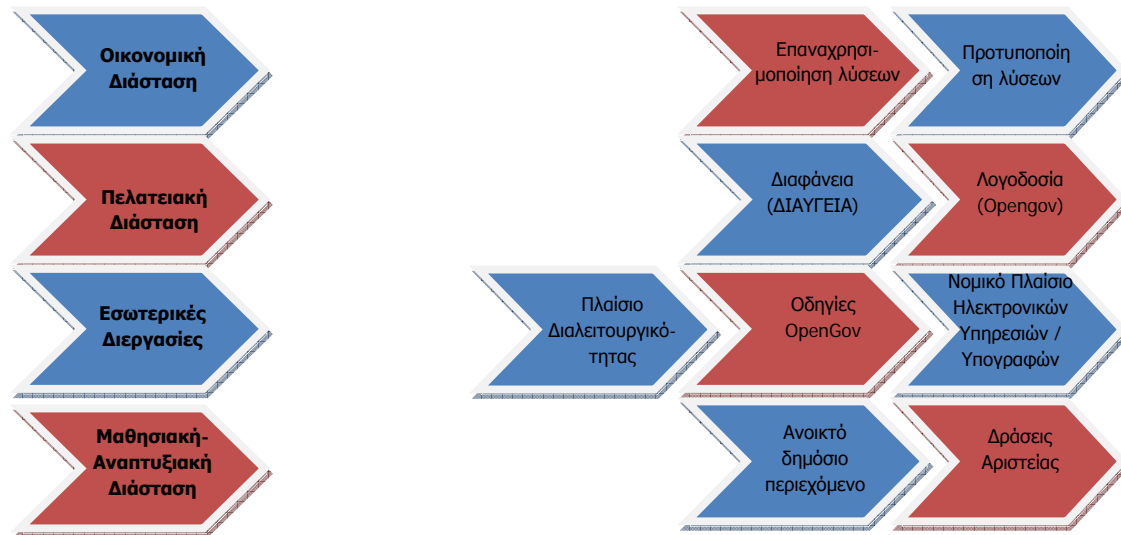 Οικονομική
Διάσταση
Επαναχρησι-
μοποίηση λύσεων
Προτυποποίη
ση λύσεων
Πελατειακή
Διάσταση
Διαφάνεια
(ΔΙΑΥΓΕΙΑ)
Λογοδοσία
(Opengov)
Εσωτερικές
Διεργασίες
Πλαίσιο
Διαλειτουργικό-
τητας
Οδηγίες
OpenGov
Νομικό Πλαίσιο
Ηλεκτρονικών
Υπηρεσιών /
Υπογραφών
Μαθησιακή-
Αναπτυξιακή
Διάσταση
Ανοικτό
δημόσιο
περιεχόμενο
Δράσεις
Αριστείας